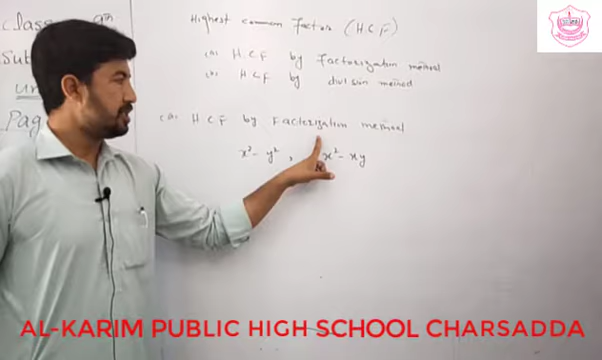 Class 9th
Sub
Un
Pag
Highest common Factor (H.C.F)
(a) H.C.F by Factorization method
(b) H.C.F by division method
(a) H.C.F by Factorization method
x² - y² , x² - xy
AL-KARIM PUBLIC HIGH SCHOOL CHARSADDA